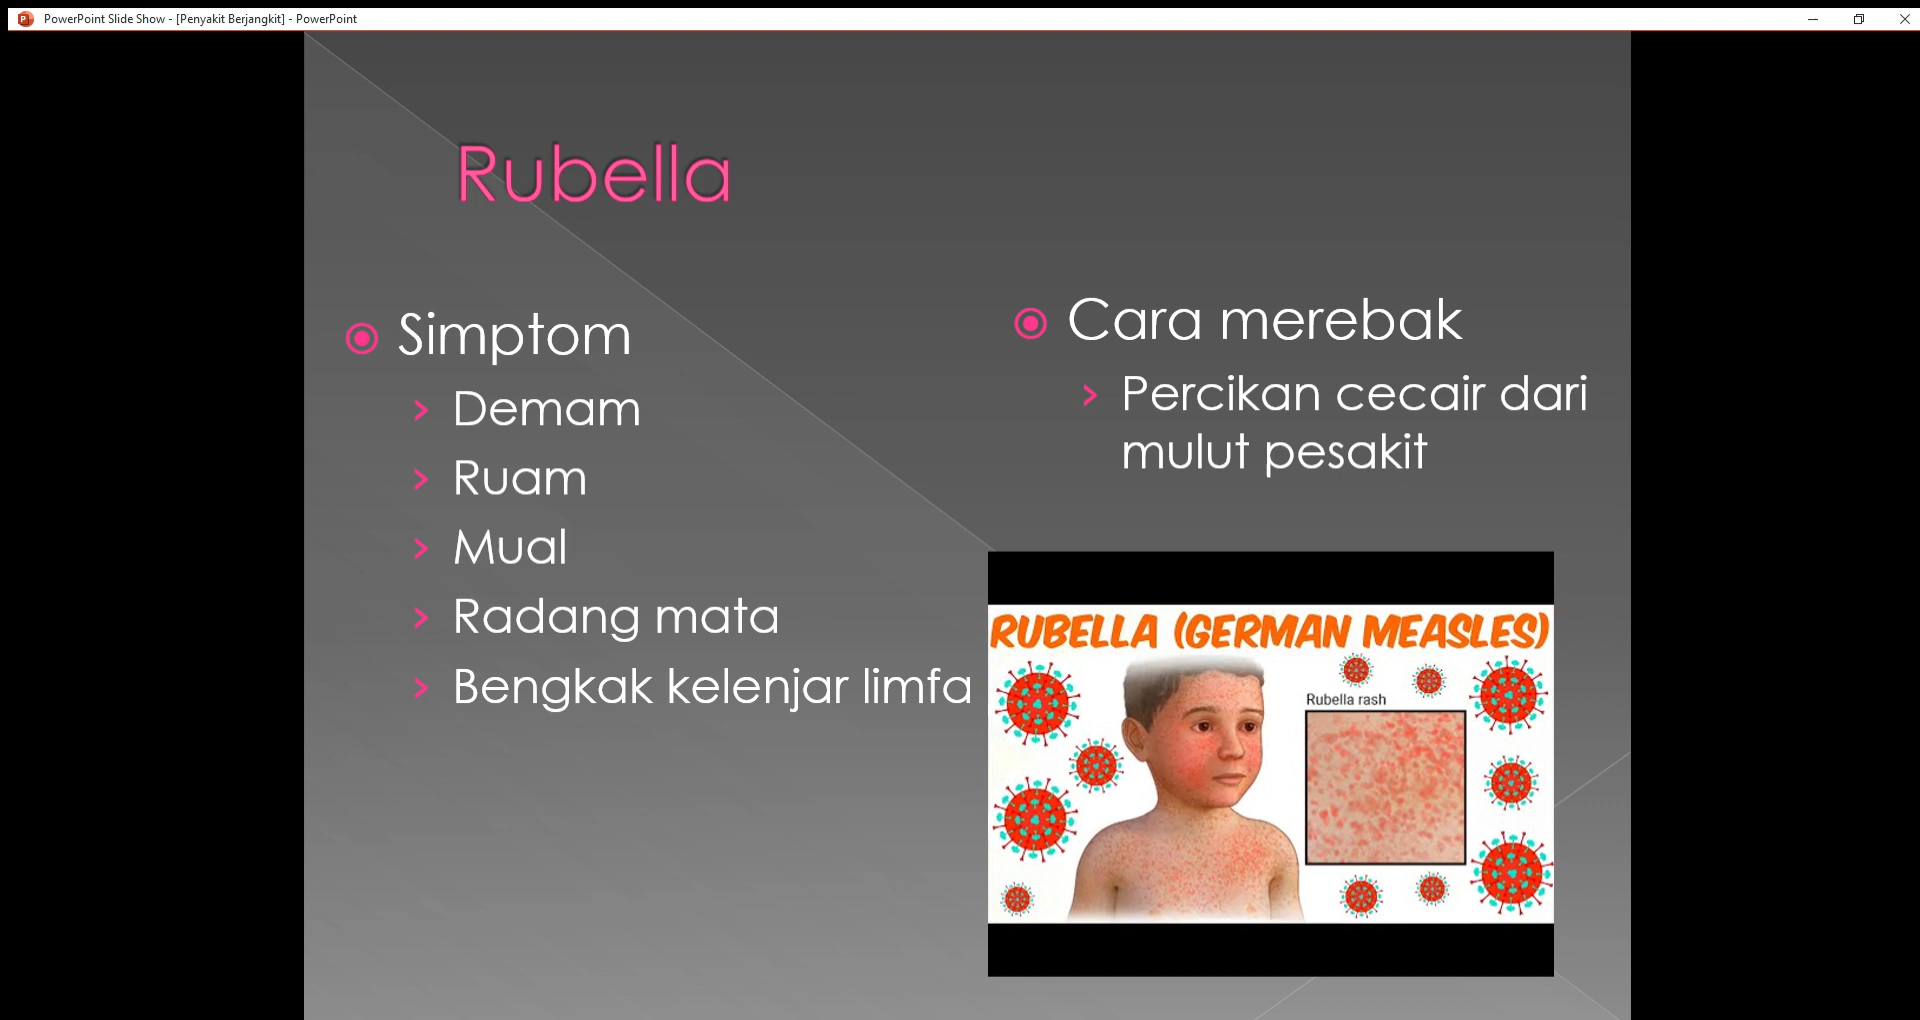 PowerPoint Slide Show - [Penyakit Berjangkit] - PowerPoint
Rubella
Simptom
Demam
Ruam
Mual
Radang mata
Bengkak kelenjar limfa
Cara merebak
Percikan cecair dari
mulut pesakit
RUBELLA (GERMAN MEASLES)
Rubella rash